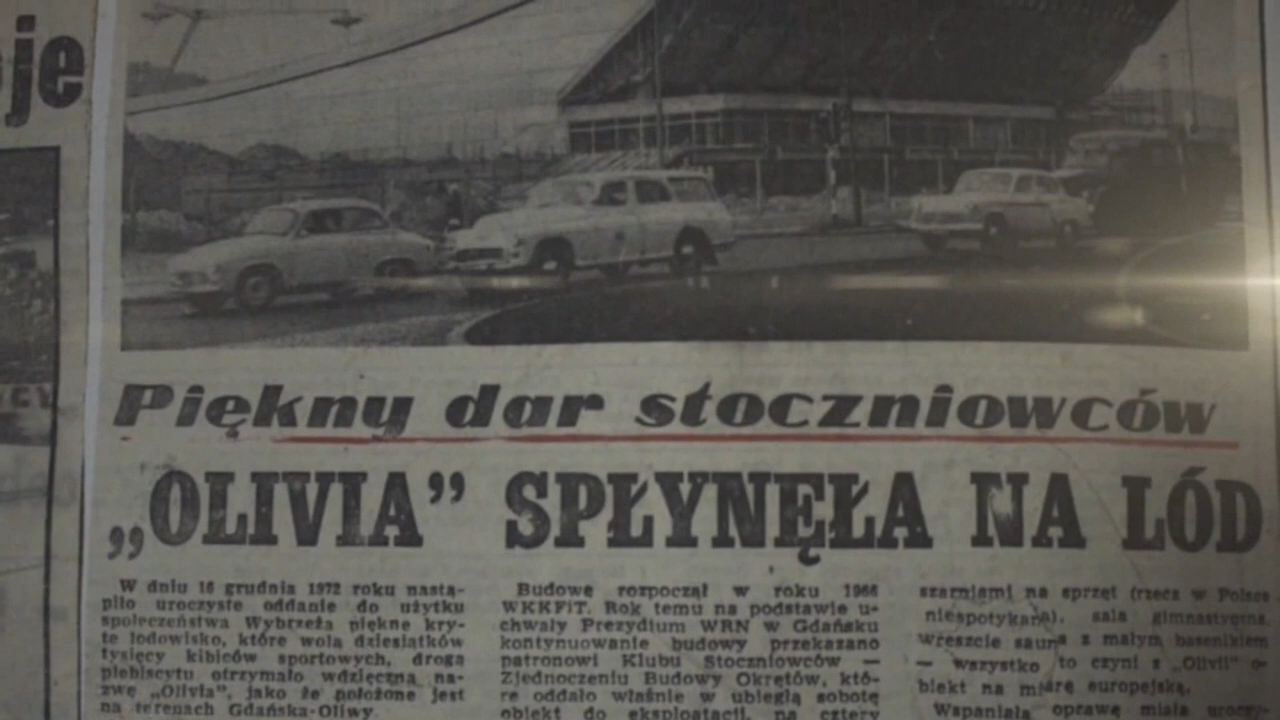 je
Piękny dar stoczniowców
„OLIVIA” SPŁYNĘŁA NA LÓD
W dniu 16 grudnia 1972 roku nastą-
piło uroczyste oddanie do użytku
społeczeństwa Wybrzeża piękne kry-
te lodowisko, które wolą dziesiątków
tysięcy kibiców sportowych, drogą
plebiscytu otrzymało wdzięczną na-
zwę „Olivia”, jako że położone jest
na terenach Gdańska-Oliwy.
Budowę rozpoczął w roku 1966
WKKFiT. Rok temu na podstawie u-
chwały Prezydium WRN w Gdańsku
kontynuowanie budowy przekazano
patronowi Klubu Stoczniowców —
Zjednoczeniu Budowy Okrętów, któ-
re oddało właśnie w ubiegłą sobotę
obiekt do eksploatacji, na cztery
szarniami na sprzęt (rzecz w Polsce
niespotykana), sala gimnastyczna,
wreszcie sauna z małym basenikiem
— wszystko to czyni z „Olivii” o-
biekt na miarę europejską.
Wspaniałą oprawę miała uroczy-